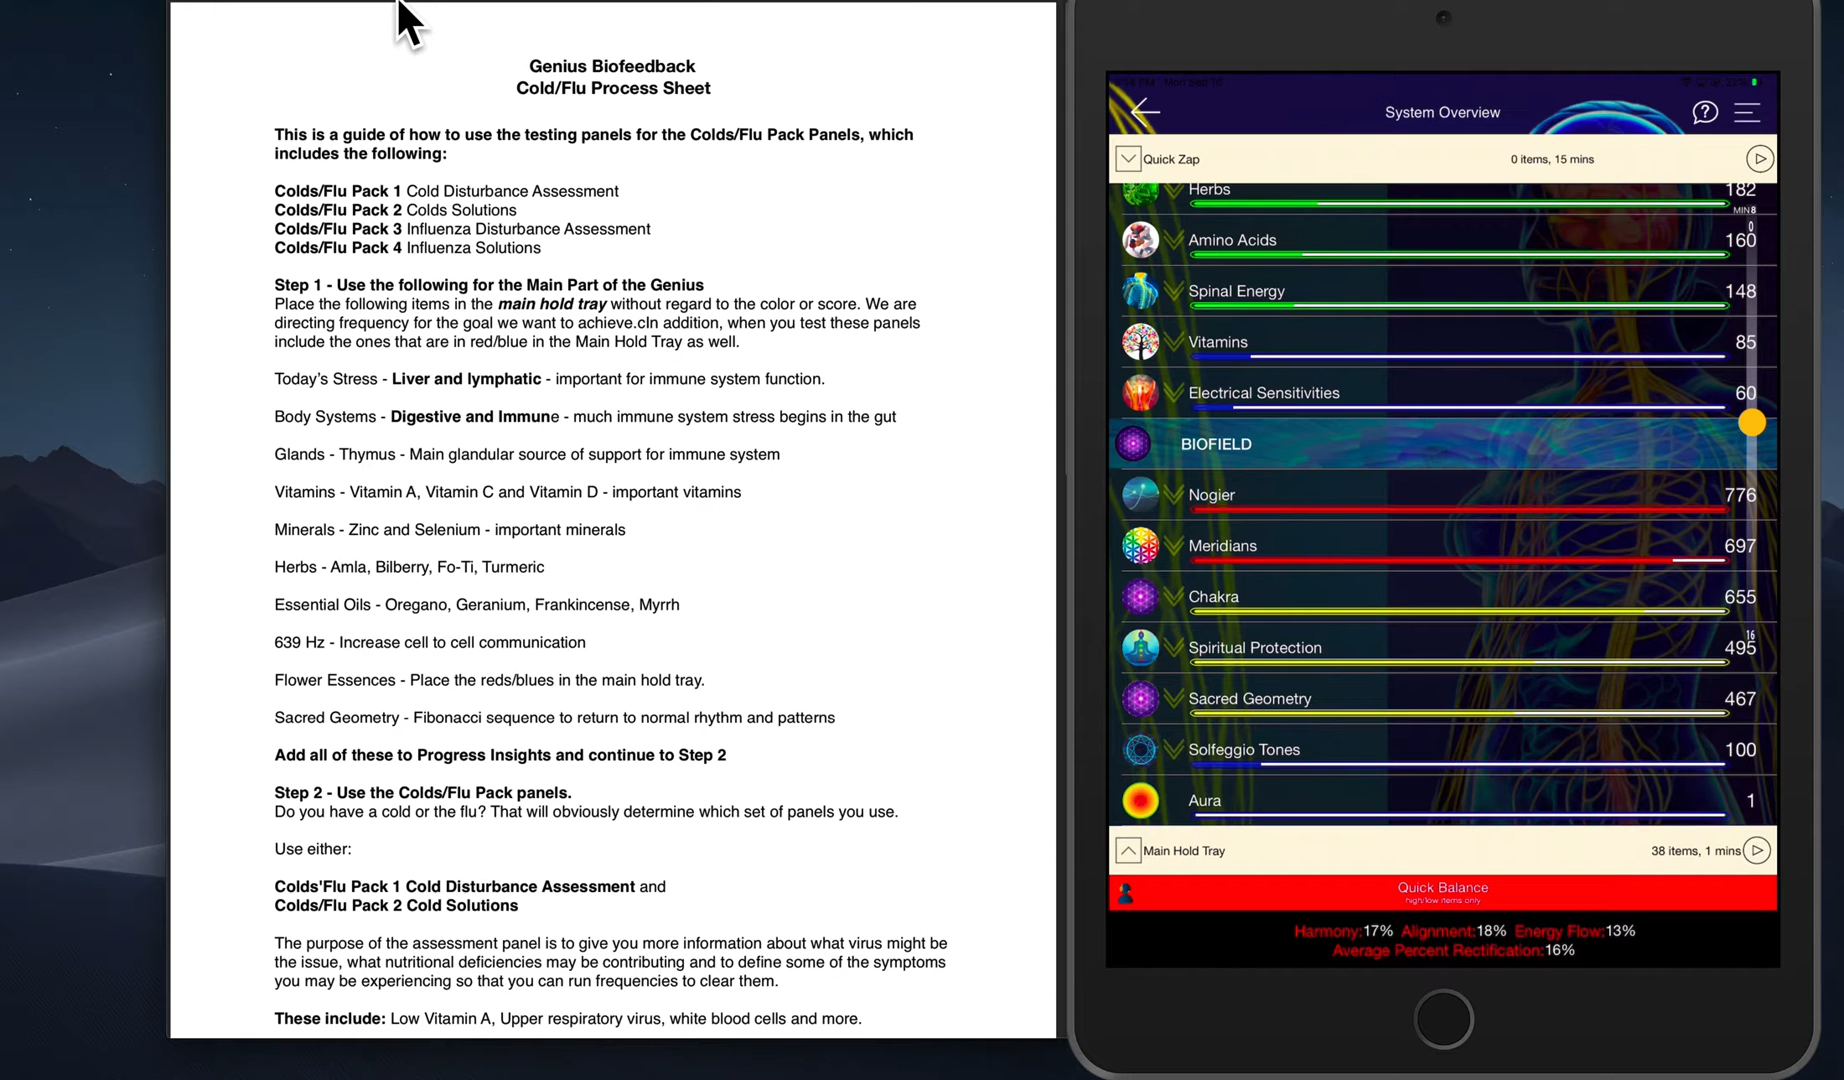 Genius Biofeedback
Cold/Flu Process Sheet
This is a guide of how to use the testing panels for the Colds/Flu Pack Panels, which
includes the following:
Colds/Flu Pack 1 Cold Disturbance Assessment
Colds/Flu Pack 2 Colds Solutions
Colds/Flu Pack 3 Influenza Disturbance Assessment
Colds/Flu Pack 4 Influenza Solutions
Step 1 - Use the following for the Main Part of the Genius
Place the following items in the main hold tray without regard to the color or score. We are
directing frequency for the goal we want to achieve.cIn addition, when you test these panels
include the ones that are in red/blue in the Main Hold Tray as well.
Today's Stress - Liver and lymphatic - important for immune system function.
Body Systems - Digestive and Immune - much immune system stress begins in the gut
Glands - Thymus - Main glandular source of support for immune system
Vitamins - Vitamin A, Vitamin C and Vitamin D - important vitamins
Minerals - Zinc and Selenium - important minerals
Herbs - Amla, Bilberry, Fo-Ti, Turmeric
Essential Oils - Oregano, Geranium, Frankincense, Myrrh
639 Hz - Increase cell to cell communication
Flower Essences - Place the reds/blues in the main hold tray.
Sacred Geometry - Fibonacci sequence to return to normal rhythm and patterns
Add all of these to Progress Insights and continue to Step 2
Step 2 - Use the Colds/Flu Pack panels.
Do you have a cold or the flu? That will obviously determine which set of panels you use.
Use either:
Colds'Flu Pack 1 Cold Disturbance Assessment and
Colds/Flu Pack 2 Cold Solutions
The purpose of the assessment panel is to give you more information about what virus might be
the issue, what nutritional deficiencies may be contributing and to define some of the symptoms
you may be experiencing so that you can run frequencies to clear them.
These include: Low Vitamin A, Upper respiratory virus, white blood cells and more.
System Overview
Quick Zap 0 items, 15 mins
Herbs 182
MIN 8
0
Amino Acids 160
Spinal Energy 148
Vitamins 85
Electrical Sensitivities 60
BIOFIELD
Nogier 776
Meridians 697
Chakra 655
16
Spiritual Protection 495
Sacred Geometry 467
Solfeggio Tones 100
Aura 1
Main Hold Tray 38 items, 1 mins
Quick Balance
high/low items only
Harmony:17% Alignment:18% Energy Flow:13%
Average Percent Rectification:16%